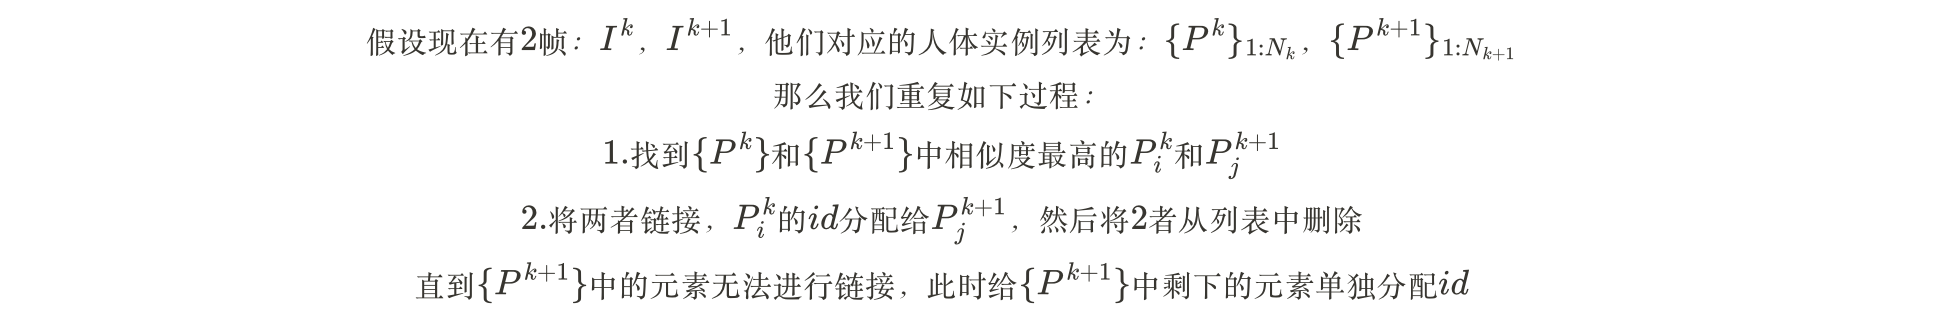 假设现在有2帧：$I^k$，$I^{k+1}$，他们对应的人体实例列表为：$\{P^k\}_{1:N_k}$，$\{P^{k+1}\}_{1:N_{k+1}}$
那么我们重复如下过程：
1.找到$\{P^k\}$和$\{P^{k+1}\}$中相似度最高的$P_i^k$和$P_j^{k+1}$
2.将两者链接，$P_i^k$的$id$分配给$P_j^{k+1}$，然后将2者从列表中删除
直到$\{P^{k+1}\}$中的元素无法进行链接，此时给$\{P^{k+1}\}$中剩下的元素单独分配$id$